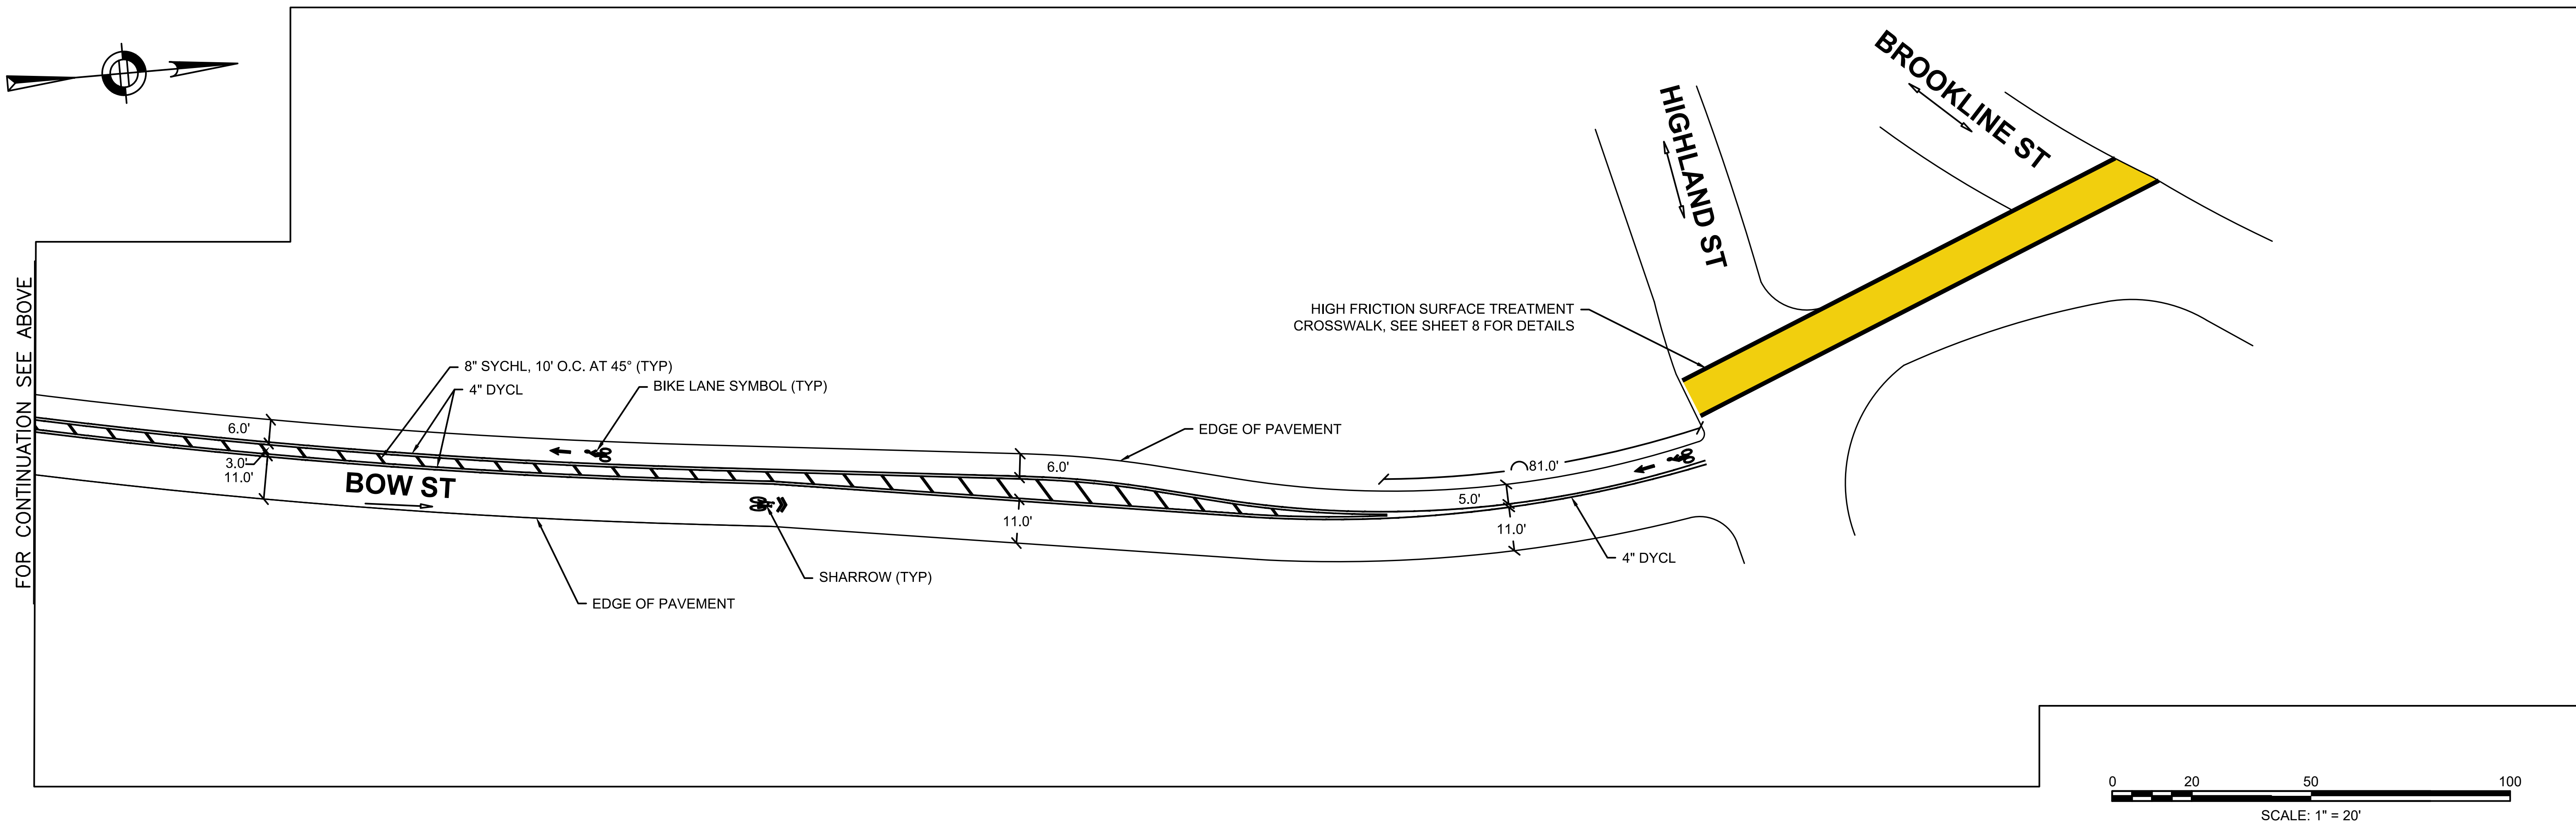 BROOKLINE ST
HIGHLAND ST
FOR CONTINUATION SEE ABOVE
HIGH FRICTION SURFACE TREATMENT
CROSSWALK, SEE SHEET 8 FOR DETAILS
8" SYCHL, 10' O.C. AT 45° (TYP)
4" DYCL
BIKE LANE SYMBOL (TYP)
EDGE OF PAVEMENT
6.0'
3.0'
11.0'
BOW ST
6.0'
11.0'
81.0'
5.0'
11.0'
4" DYCL
SHARROW (TYP)
EDGE OF PAVEMENT
0 20 50 100
SCALE: 1" = 20'